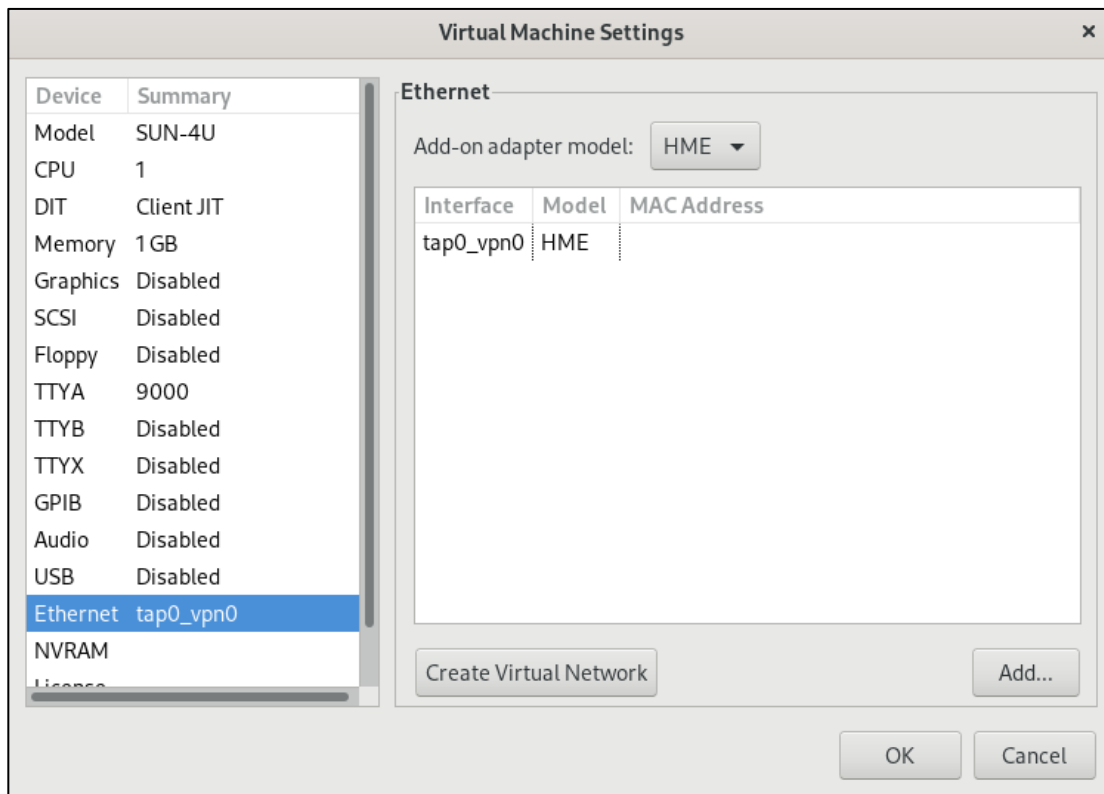 Virtual Machine Settings ×
Device Summary
Model SUN-4U
CPU 1
DIT Client JIT
Memory 1 GB
Graphics Disabled
SCSI Disabled
Floppy Disabled
TTYA 9000
TTYB Disabled
TTYX Disabled
GPIB Disabled
Audio Disabled
USB Disabled
Ethernet tap0_vpn0
NVRAM
License
Ethernet
Add-on adapter model: HME
Interface Model MAC Address
tap0_vpn0 HME
Create Virtual Network Add...
OK Cancel